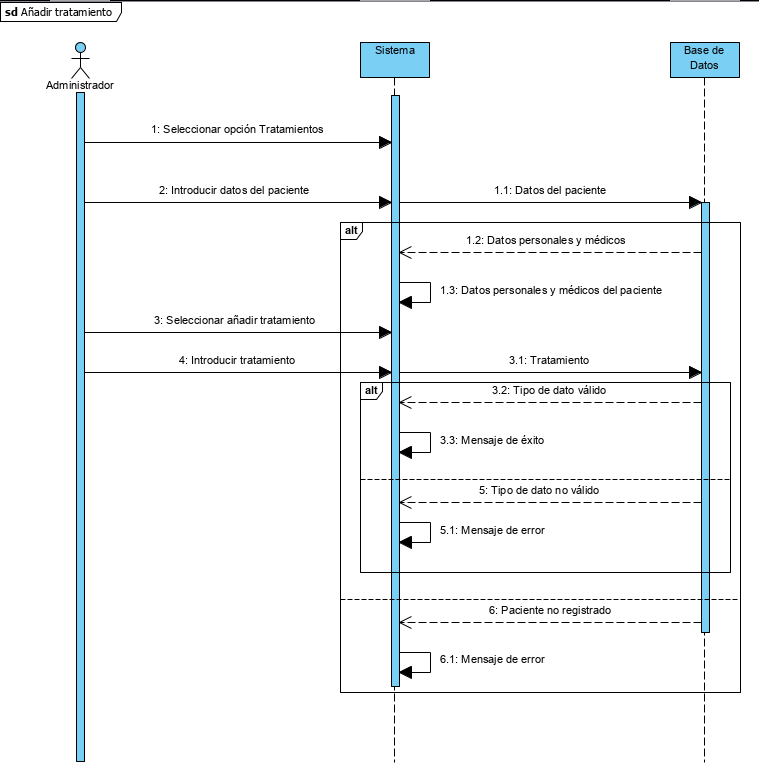 sd Añadir tratamiento
Administrador
Sistema
Base de
Datos
1: Seleccionar opción Tratamientos
2: Introducir datos del paciente
1.1: Datos del paciente
alt
1.2: Datos personales y médicos
1.3: Datos personales y médicos del paciente
3: Seleccionar añadir tratamiento
4: Introducir tratamiento
3.1: Tratamiento
alt
3.2: Tipo de dato válido
3.3: Mensaje de éxito
5: Tipo de dato no válido
5.1: Mensaje de error
6: Paciente no registrado
6.1: Mensaje de error